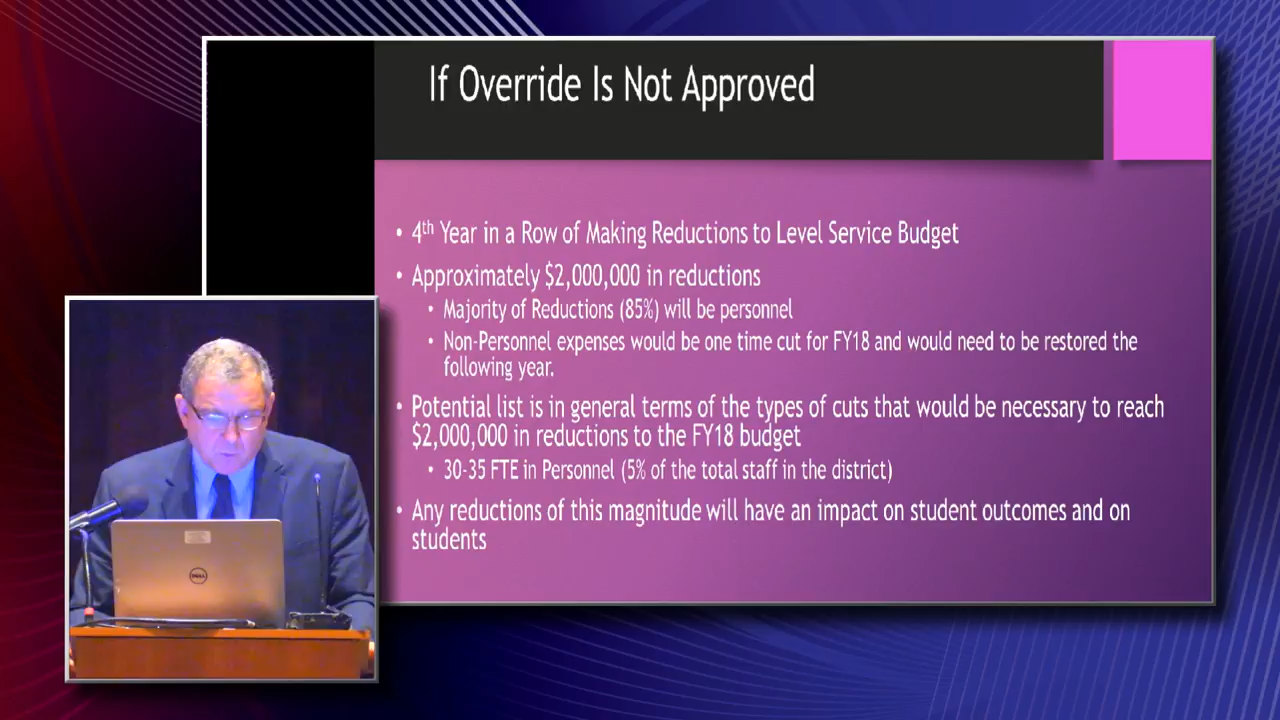 If Override Is Not Approved
• 4th Year in a Row of Making Reductions to Level Service Budget
• Approximately $2,000,000 in reductions
• Majority of Reductions (85%) will be personnel
• Non-Personnel expenses would be one time cut for FY18 and would need to be restored the
following year.
• Potential list is in general terms of the types of cuts that would be necessary to reach
$2,000,000 in reductions to the FY18 budget
• 30-35 FTE in Personnel (5% of the total staff in the district)
• Any reductions of this magnitude will have an impact on student outcomes and on
students
DELL